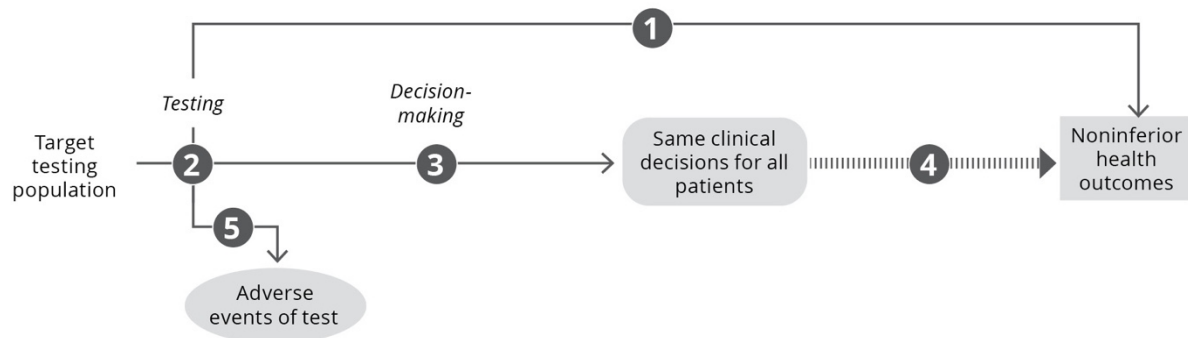 1
Testing
Decision-
making
Target
testing
population
2
3
Same clinical
decisions for all
patients
4
Noninferior
health
outcomes
5
Adverse
events of test